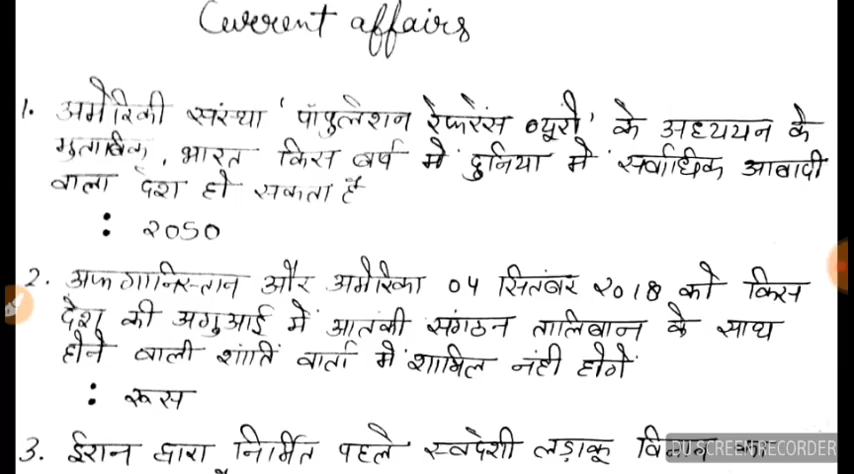 Current affairs
1. अमेरिकी संस्था 'पॉपुलेशन रेफरेंस ब्यूरो' के अध्ययन के
मुताबिक, भारत किस वर्ष में दुनिया में सर्वाधिक आबादी
वाला देश हो सकता है
: 2050
2. अफगानिस्तान और अमेरिका 04 सितंबर 2018 को किस
देश की अगुआई में आतंकी संगठन तालिबान के साथ
होने वाली शांति वार्ता में शामिल नंही होगें
: रूस
3. ईरान द्वारा निर्मित पहले स्वदेशी लड़ाकू
DU SCREEN RECORDER